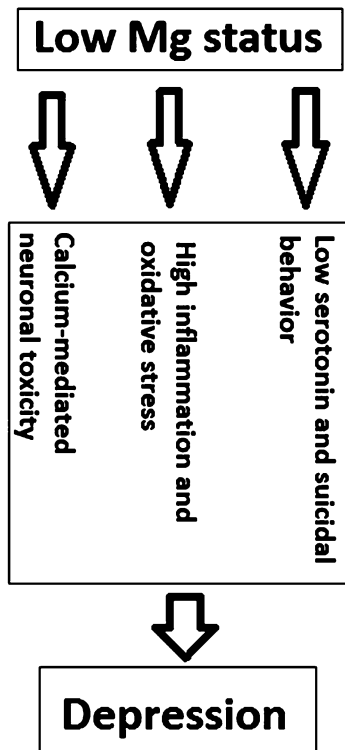 Low Mg status
Calcium-mediated
neuronal toxicity
High inflammation and
oxidative stress
Low serotonin and suicidal
behavior
Depression